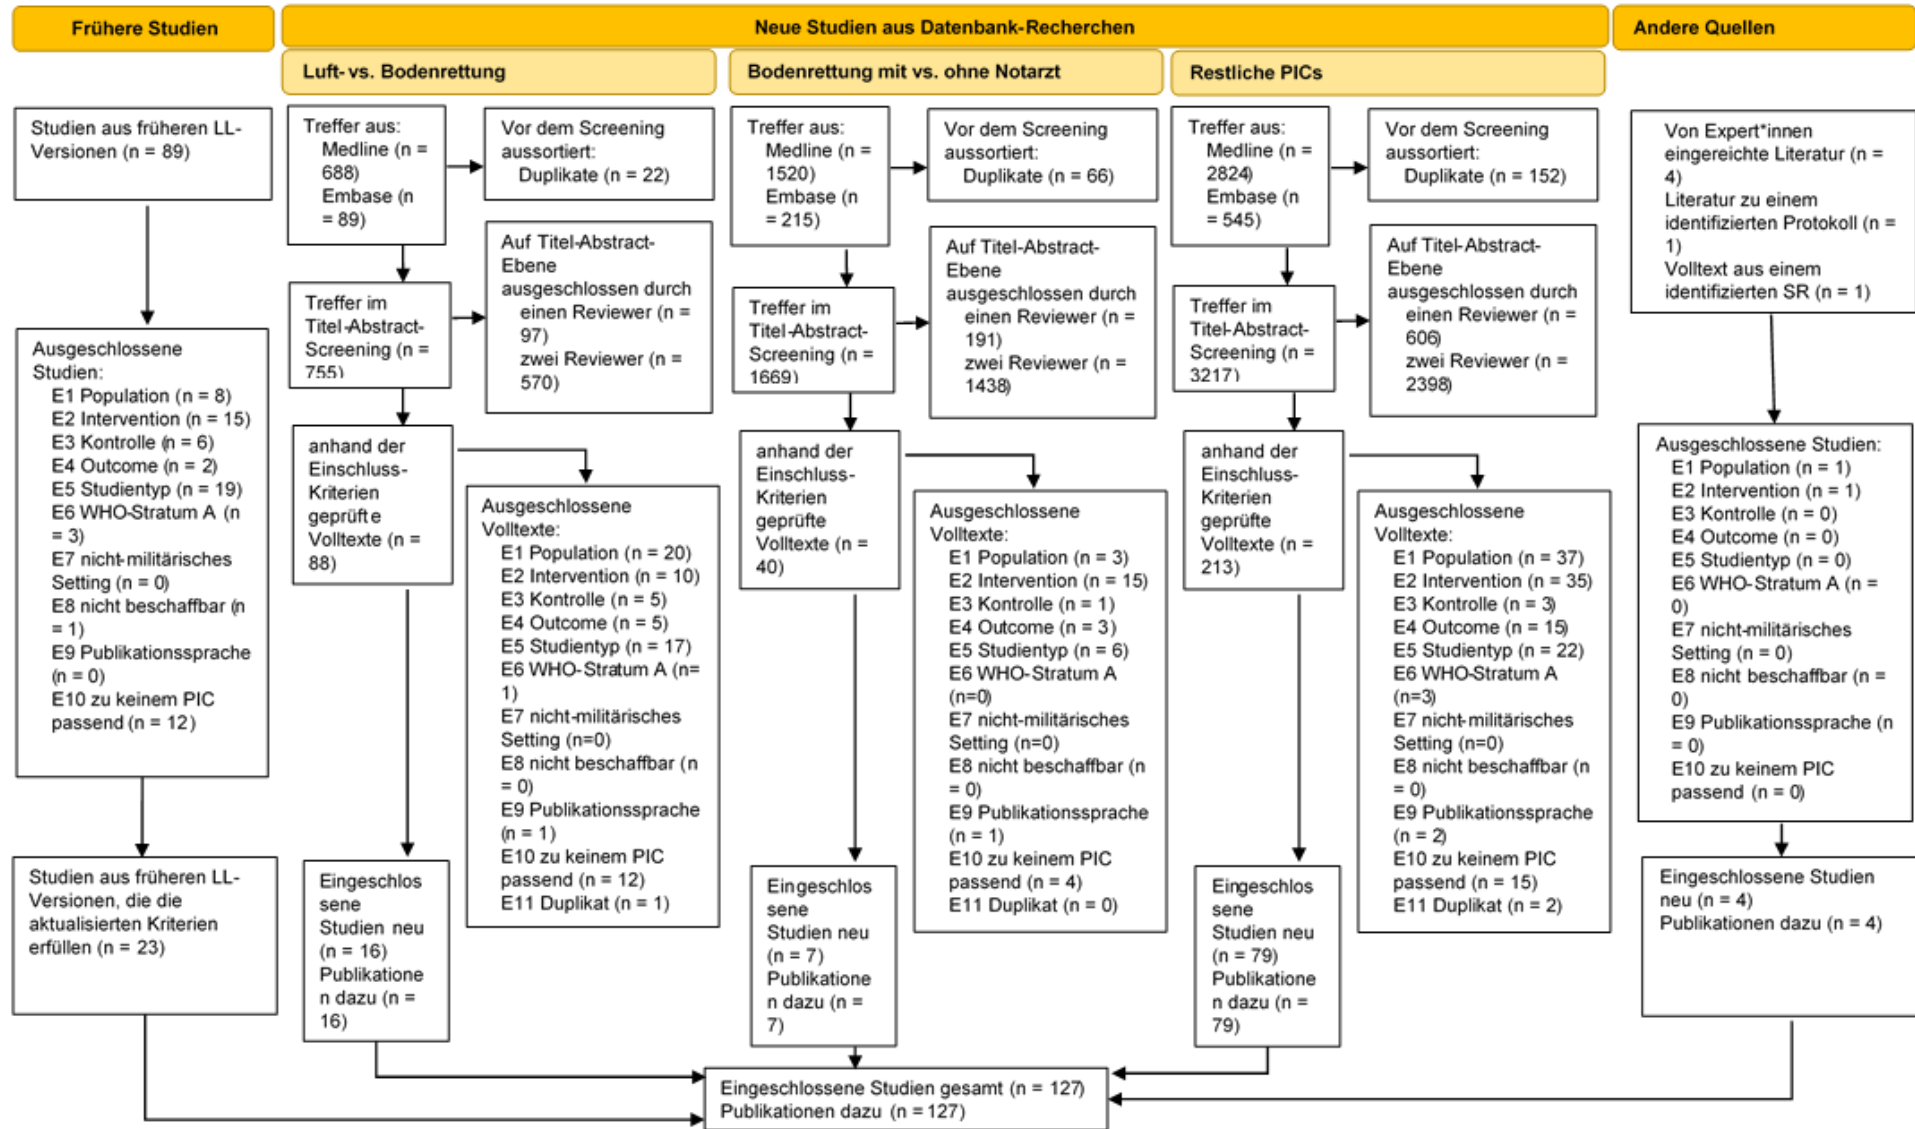 Frühere Studien
Neue Studien aus Datenbank-Recherchen
Andere Quellen
Luft- vs. Bodenrettung
Bodenrettung mit vs. ohne Notarzt
Restliche PICs
Studien aus früheren LL-
Versionen (n = 89)
Ausgeschlossene
Studien:
E1 Population (n = 8)
E2 Intervention (n = 15)
E3 Kontrolle (n = 6)
E4 Outcome (n = 2)
E5 Studientyp (n = 19)
E6 WHO-Stratum A (n
= 3)
E7 nicht-militärisches
Setting (n = 0)
E8 nicht beschaffbar (n
= 1)
E9 Publikationssprache
(n = 0)
E10 zu keinem PIC
passend (n = 12)
Studien aus früheren LL-
Versionen, die die
aktualisierten Kriterien
erfüllen (n = 23)
Treffer aus:
Medline (n =
688)
Embase (n
= 89)
Vor dem Screening
aussortiert:
Duplikate (n = 22)
Treffer im
Titel-Abstract-
Screening (n =
755)
Auf Titel-Abstract-
Ebene
ausgeschlossen durch
einen Reviewer (n =
97)
zwei Reviewer (n =
570)
anhand der
Einschluss-
Kriterien
geprüfte
Volltexte (n =
88)
Ausgeschlossene
Volltexte:
E1 Population (n = 20)
E2 Intervention (n = 10)
E3 Kontrolle (n = 5)
E4 Outcome (n = 5)
E5 Studientyp (n = 17)
E6 WHO-Stratum A (n=
1)
E7 nicht-militärisches
Setting (n=0)
E8 nicht beschaffbar (n
= 0)
E9 Publikationssprache
(n = 1)
E10 zu keinem PIC
passend (n = 12)
E11 Duplikat (n = 1)
Eingeschlos
sene
Studien neu
(n = 16)
Publikatione
n dazu (n =
16)
Treffer aus:
Medline (n =
1520)
Embase (n
= 215)
Vor dem Screening
aussortiert:
Duplikate (n = 66)
Treffer im
Titel-Abstract-
Screening (n =
1669)
Auf Titel-Abstract-
Ebene
ausgeschlossen durch
einen Reviewer (n =
191)
zwei Reviewer (n =
1438)
anhand der
Einschluss-
Kriterien
geprüfte
Volltexte (n =
40)
Ausgeschlossene
Volltexte:
E1 Population (n = 3)
E2 Intervention (n = 15)
E3 Kontrolle (n = 1)
E4 Outcome (n = 3)
E5 Studientyp (n = 6)
E6 WHO-Stratum A
(n=0)
E7 nicht-militärisches
Setting (n=0)
E8 nicht beschaffbar (n
= 0)
E9 Publikationssprache
(n = 1)
E10 zu keinem PIC
passend (n = 4)
E11 Duplikat (n = 0)
Eingeschlos
sene
Studien neu
(n = 7)
Publikatione
n dazu (n =
7)
Treffer aus:
Medline (n =
2824)
Embase (n =
545)
Vor dem Screening
aussortiert:
Duplikate (n = 152)
Treffer im
Titel-Abstract-
Screening (n =
3217)
Auf Titel-Abstract-
Ebene
ausgeschlossen durch
einen Reviewer (n =
606)
zwei Reviewer (n =
2398)
anhand der
Einschluss-
Kriterien
geprüfte
Volltexte (n =
213)
Ausgeschlossene
Volltexte:
E1 Population (n = 37)
E2 Intervention (n = 35)
E3 Kontrolle (n = 3)
E4 Outcome (n = 15)
E5 Studientyp (n = 22)
E6 WHO-Stratum A
(n=3)
E7 nicht-militärisches
Setting (n=0)
E8 nicht beschaffbar (n
= 0)
E9 Publikationssprache
(n = 2)
E10 zu keinem PIC
passend (n = 15)
E11 Duplikat (n = 2)
Eingeschlos
sene
Studien neu
(n = 79)
Publikatione
n dazu (n =
79)
Von Expert*innen
eingereichte Literatur (n =
4)
Literatur zu einem
identifizierten Protokoll (n =
1)
Volltext aus einem
identifizierten SR (n = 1)
Ausgeschlossene Studien:
E1 Population (n = 1)
E2 Intervention (n = 1)
E3 Kontrolle (n = 0)
E4 Outcome (n = 0)
E5 Studientyp (n = 0)
E6 WHO-Stratum A (n =
0)
E7 nicht-militärisches
Setting (n = 0)
E8 nicht beschaffbar (n =
0)
E9 Publikationssprache (n
= 0)
E10 zu keinem PIC
passend (n = 0)
Eingeschlossene Studien
neu (n = 4)
Publikationen dazu (n = 4)
Eingeschlossene Studien gesamt (n = 127)
Publikationen dazu (n = 127)